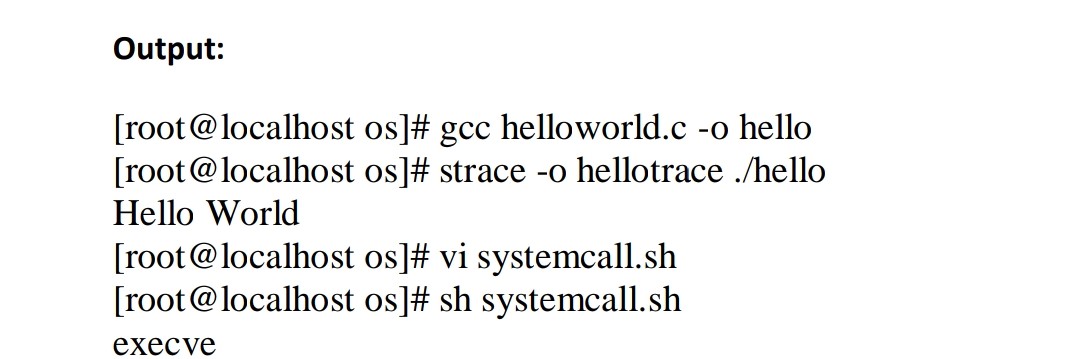 Output:
[root@localhost os]# gcc helloworld.c -o hello
[root@localhost os]# strace -o hellotrace ./hello
Hello World
[root@localhost os]# vi systemcall.sh
[root@localhost os]# sh systemcall.sh
execve